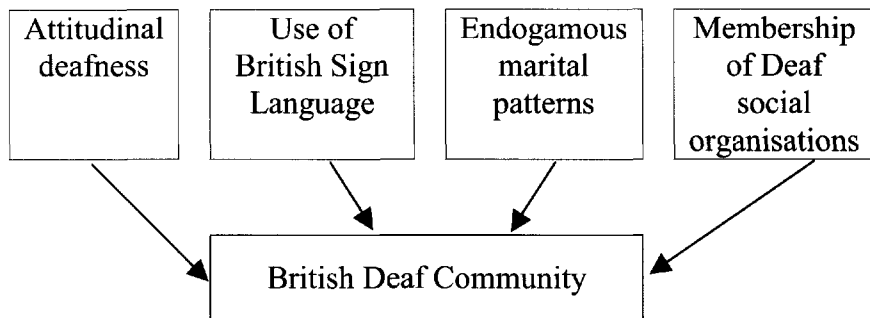 Attitudinal
deafness
Use of
British Sign
Language
Endogamous
marital
patterns
Membership
of Deaf
social
organisations
British Deaf Community